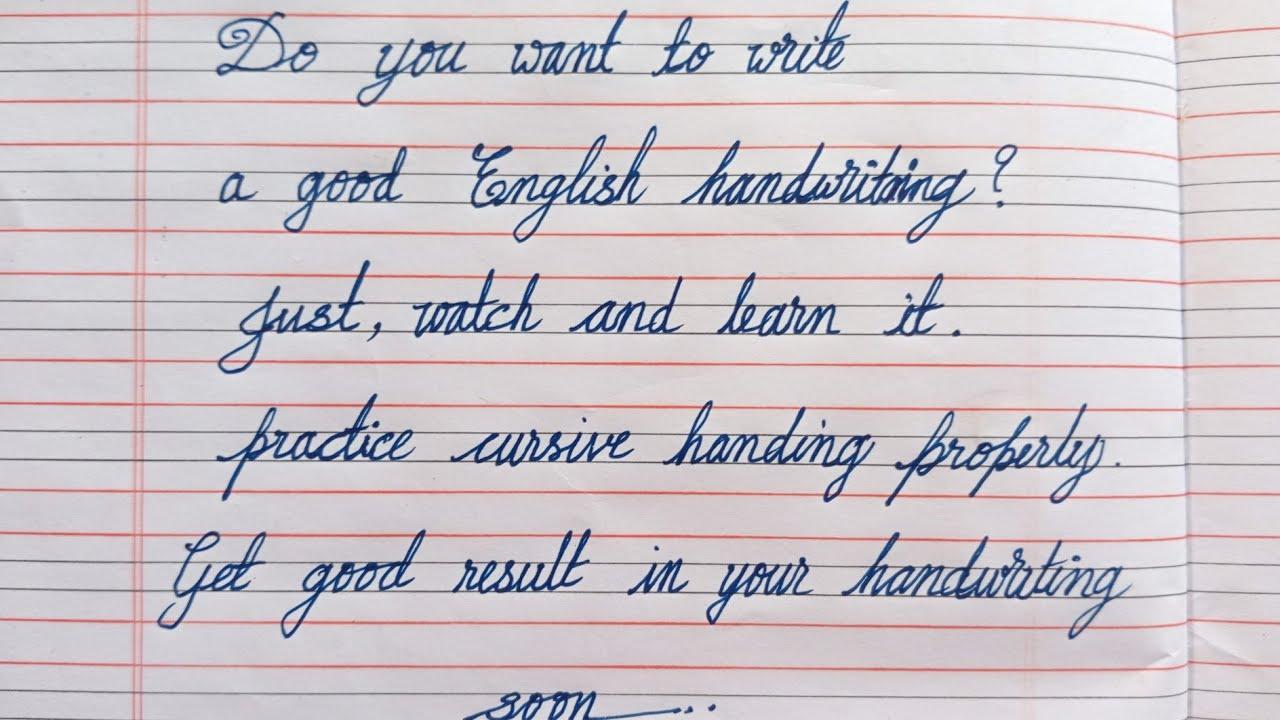 Do you want to write
a good English handwriting?
Just, watch and learn it.
practice cursive handing properly.
Get good result in your handwriting
soon...